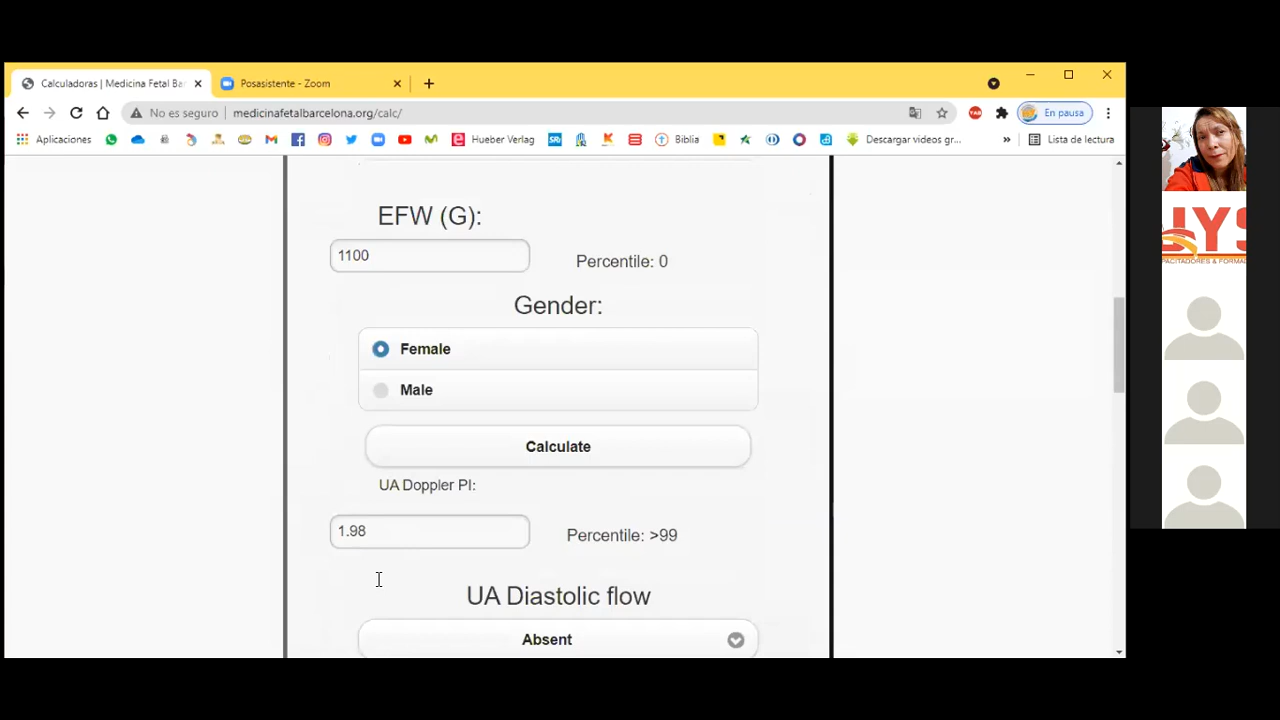 Calculadoras | Medicina Fetal Bar
Posasistente - Zoom
No es seguro
medicinafetalbarcelona.org/calc/
En pausa
Aplicaciones
Hueber Verlag
Biblia
Descargar videos gr...
»
Lista de lectura
EFW (G):
1100
Percentile: 0
Gender:
Female
Male
Calculate
UA Doppler PI:
1.98
Percentile: >99
UA Diastolic flow
Absent
JYS